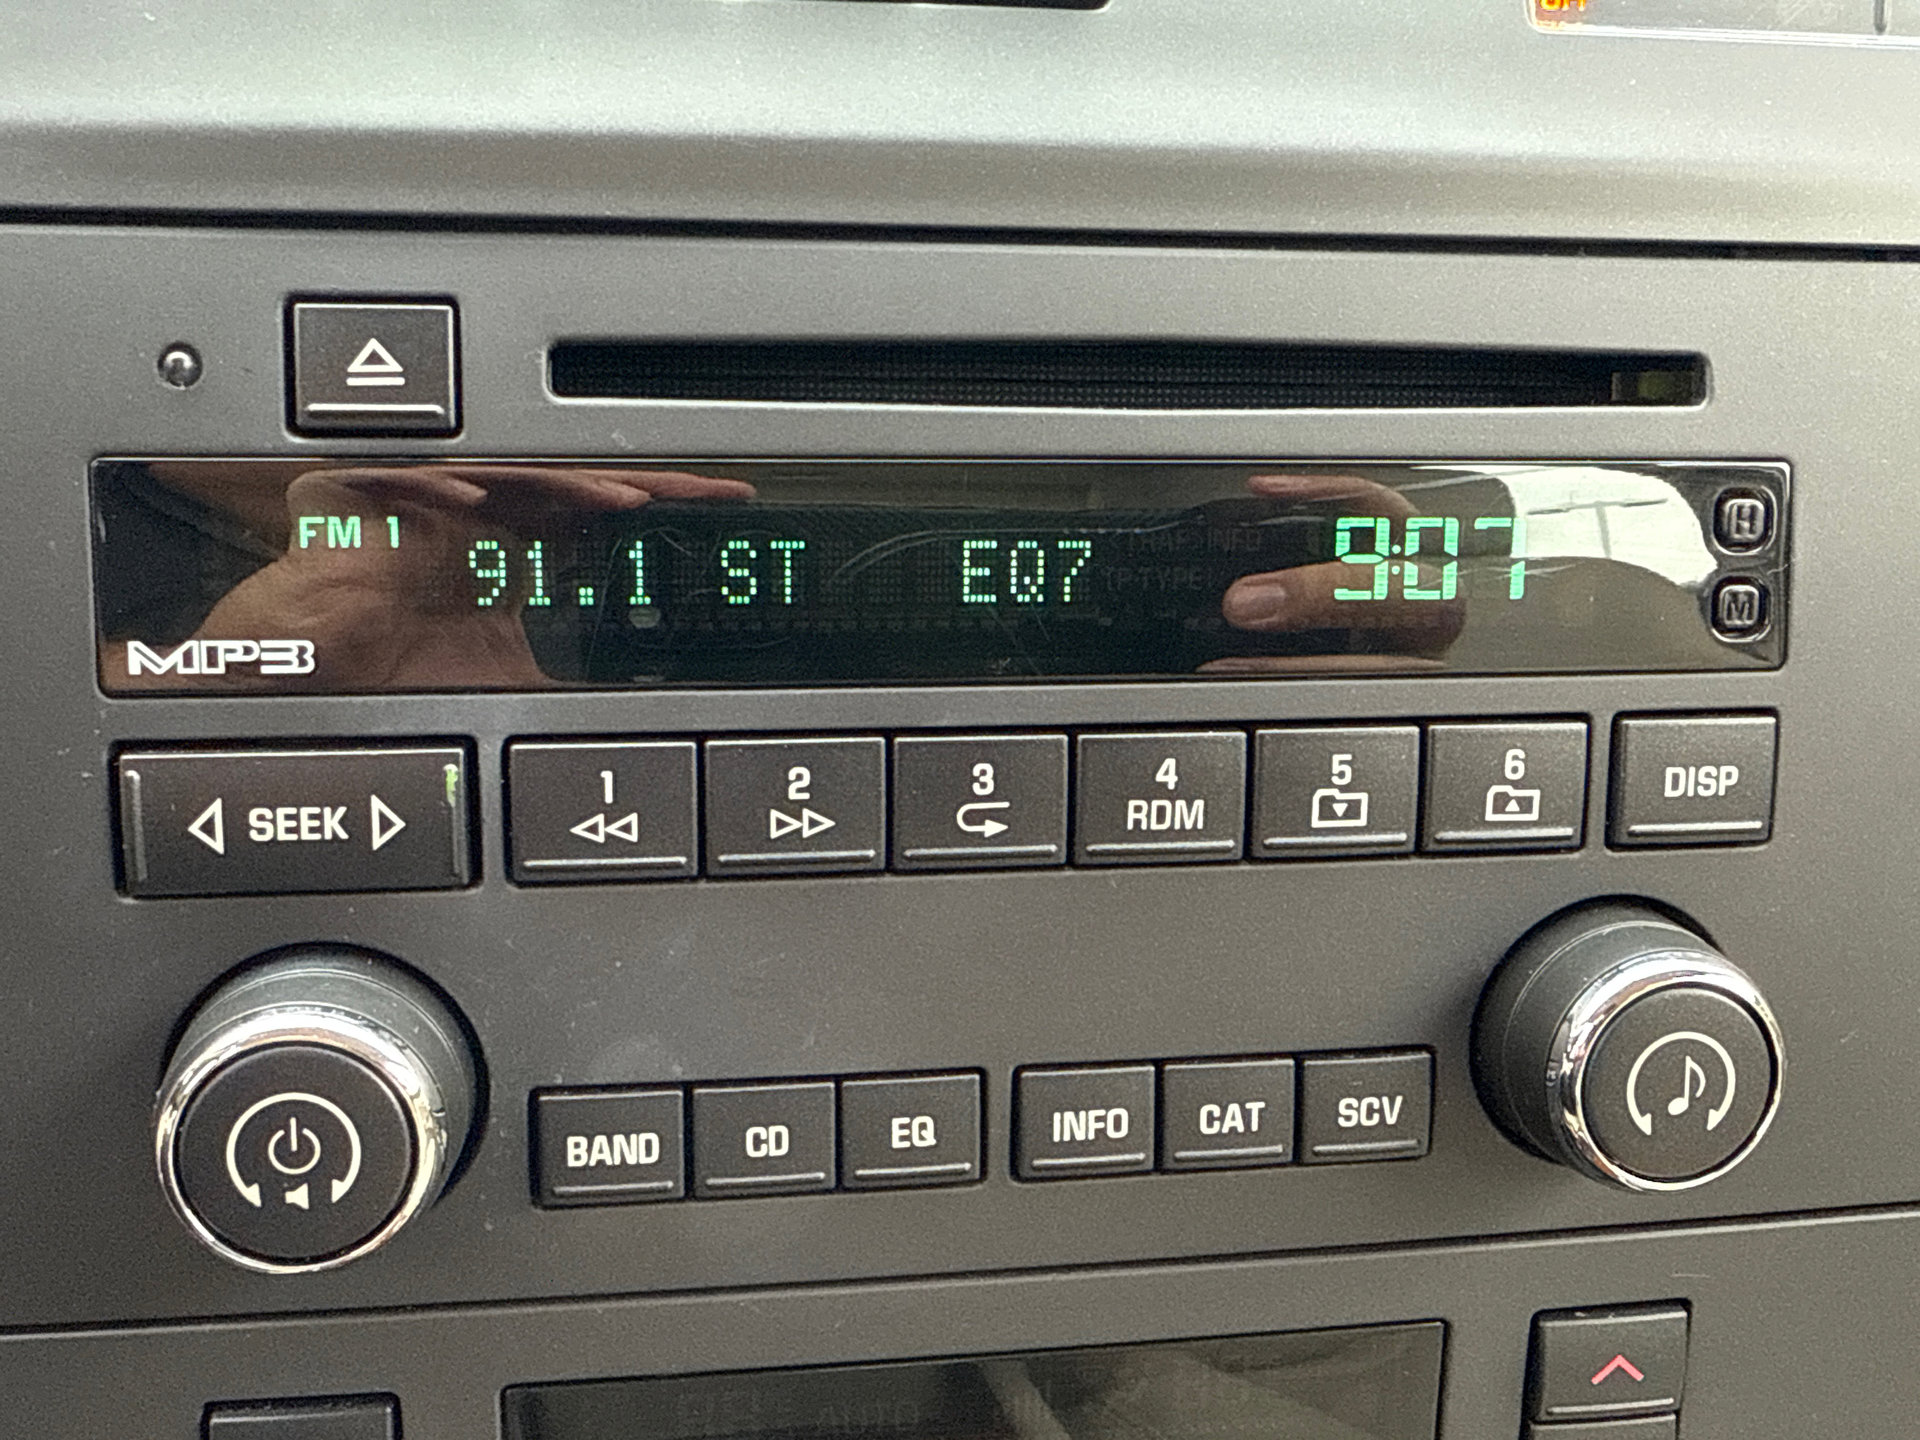 FM 1
91.1 ST EQ7 9:07
H
M
MP3
SEEK
1
2
3
4
RDM
5
6
DISP
BAND
CD
EQ
INFO
CAT
SCV